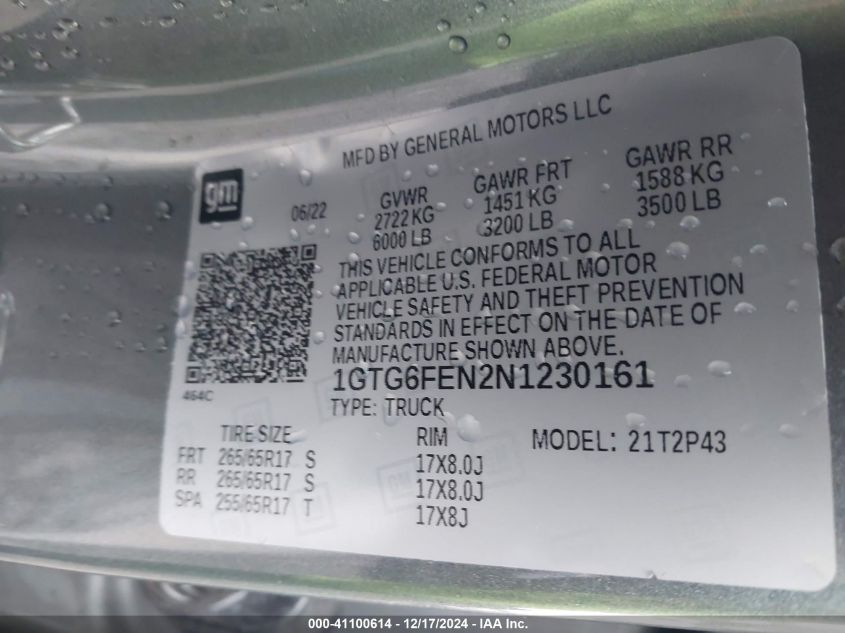 MFD BY GENERAL MOTORS LLC
gm
06/22
GVWR GAWR FRT GAWR RR
2722 KG 1451 KG 1588 KG
6000 LB 3200 LB 3500 LB
THIS VEHICLE CONFORMS TO ALL
APPLICABLE U.S. FEDERAL MOTOR
VEHICLE SAFETY AND THEFT PREVENTION
STANDARDS IN EFFECT ON THE DATE OF
MANUFACTURE SHOWN ABOVE.
464C
1GTG6FEN2N1230161
TYPE: TRUCK
TIRE SIZE RIM MODEL: 21T2P43
FRT 265/65R17 S 17X8.0J
RR 265/65R17 S 17X8.0J
SPA 255/65R17 T 17X8J
000-41100614 - 12/17/2024 - IAA Inc.